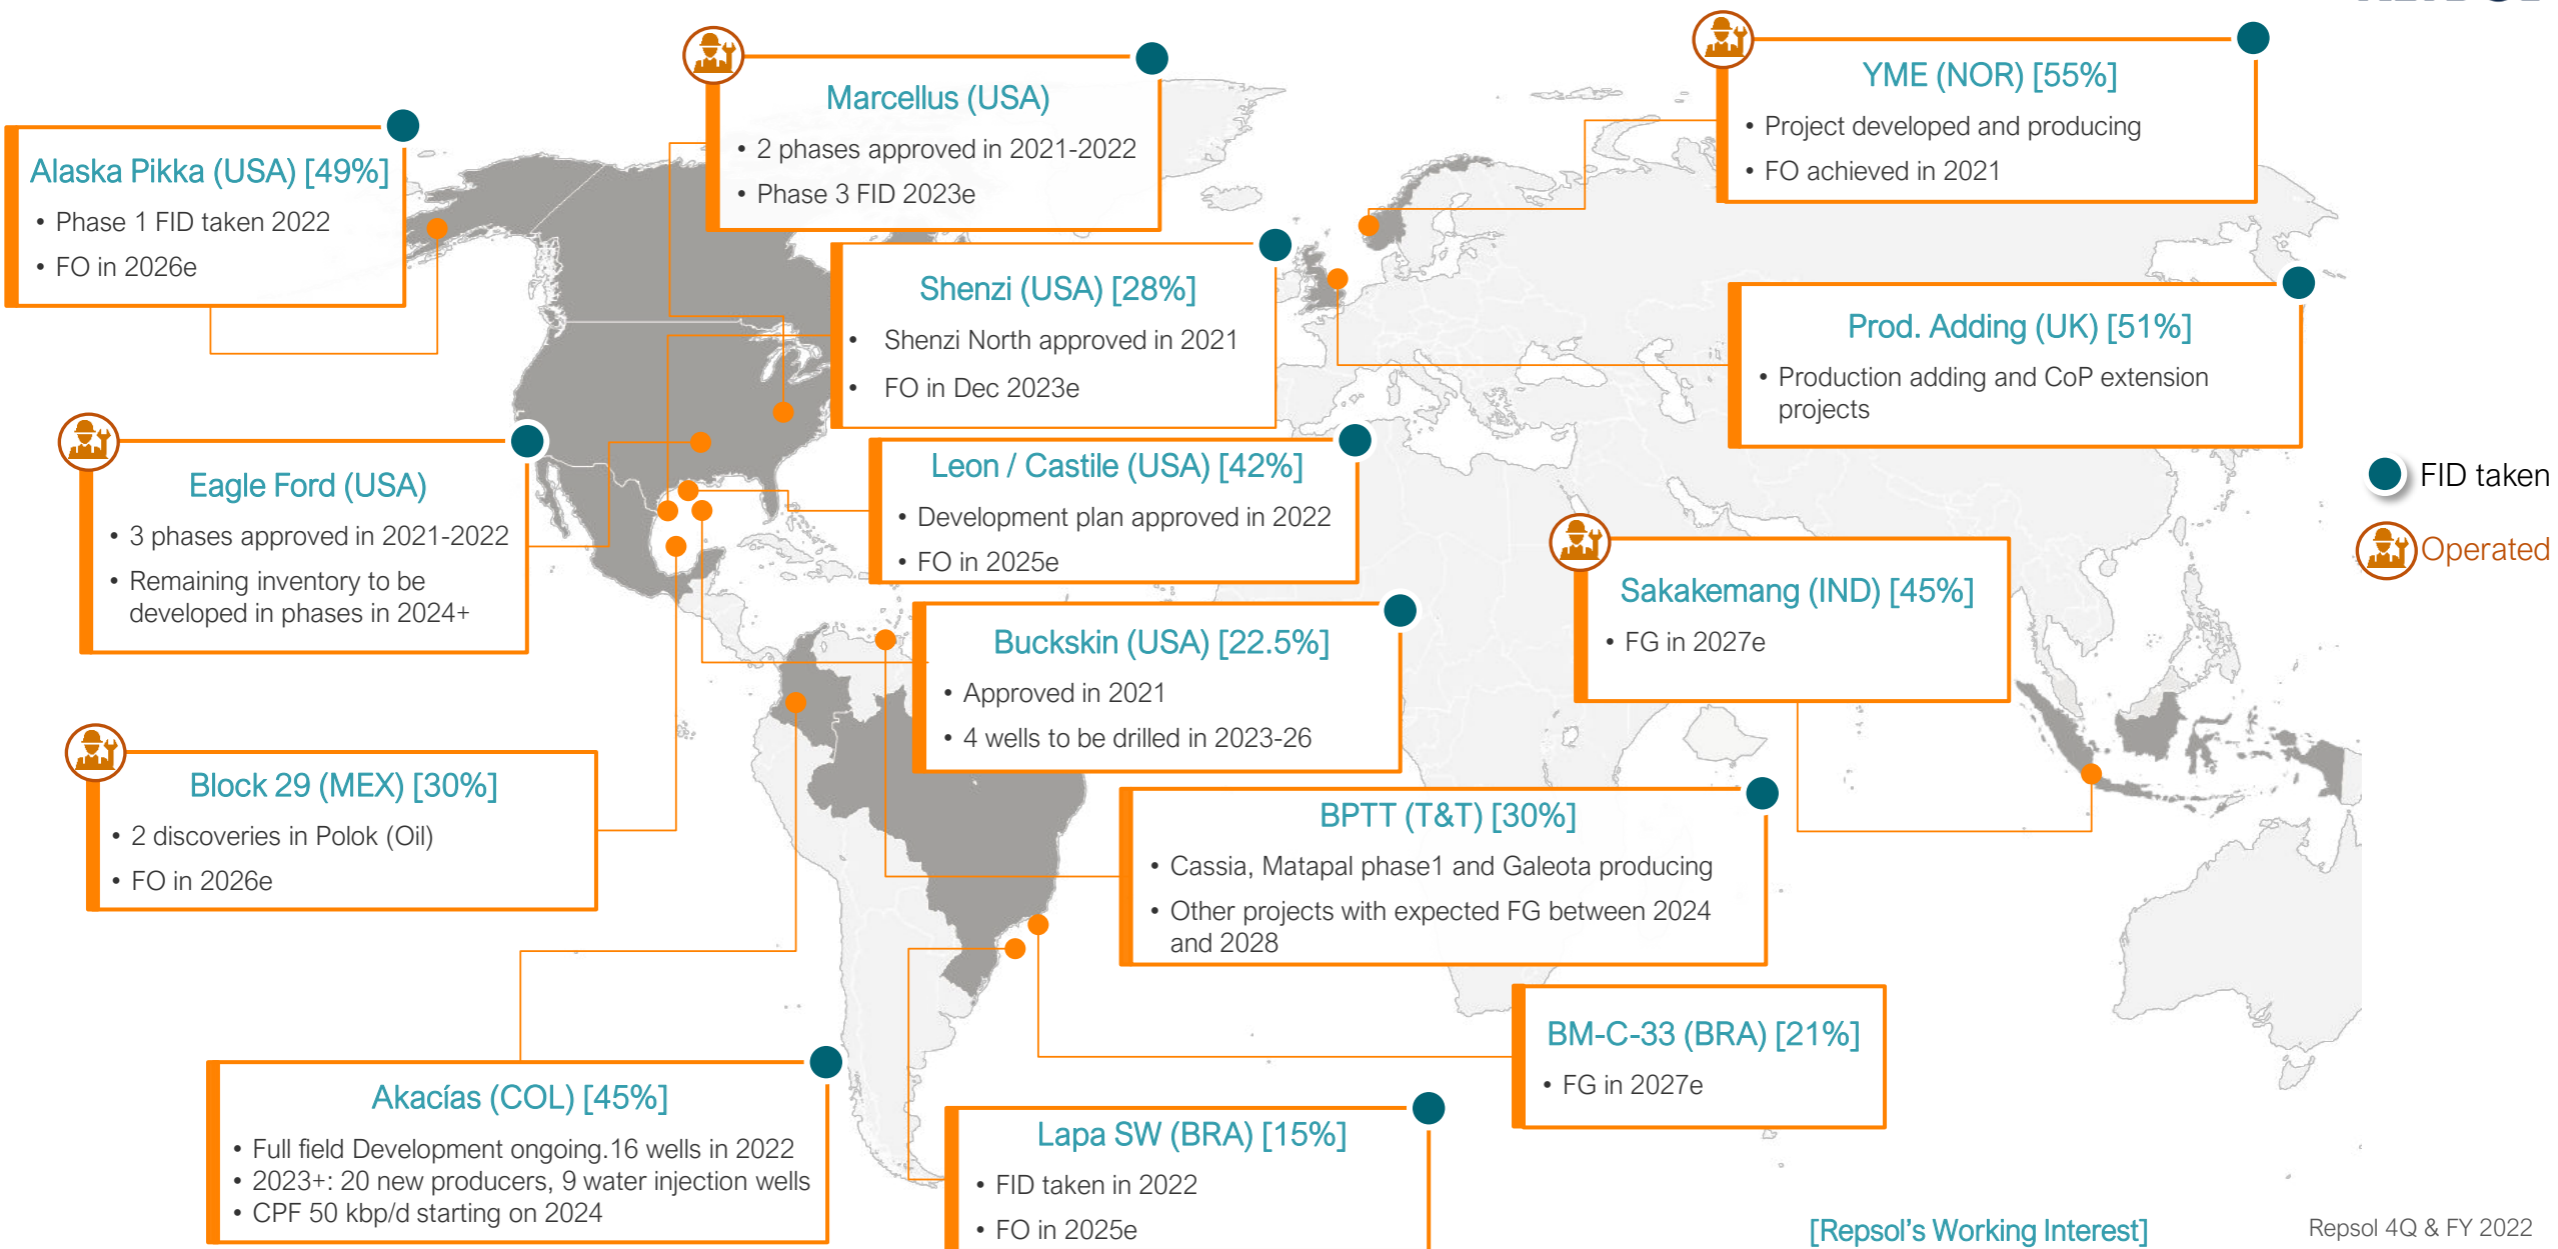 Marcellus (USA)
• 2 phases approved in 2021-2022
• Phase 3 FID 2023e
YME (NOR) [55%]
• Project developed and producing
• FO achieved in 2021
Alaska Pikka (USA) [49%]
• Phase 1 FID taken 2022
• FO in 2026e
Shenzi (USA) [28%]
• Shenzi North approved in 2021
• FO in Dec 2023e
Prod. Adding (UK) [51%]
• Production adding and CoP extension
projects
Eagle Ford (USA)
• 3 phases approved in 2021-2022
• Remaining inventory to be
developed in phases in 2024+
Leon / Castile (USA) [42%]
• Development plan approved in 2022
• FO in 2025e
FID taken
Operated
Sakakemang (IND) [45%]
• FG in 2027e
Buckskin (USA) [22.5%]
• Approved in 2021
• 4 wells to be drilled in 2023-26
Block 29 (MEX) [30%]
• 2 discoveries in Polok (Oil)
• FO in 2026e
BPTT (T&T) [30%]
• Cassia, Matapal phase1 and Galeota producing
• Other projects with expected FG between 2024
and 2028
BM-C-33 (BRA) [21%]
• FG in 2027e
Akacías (COL) [45%]
• Full field Development ongoing.16 wells in 2022
• 2023+: 20 new producers, 9 water injection wells
• CPF 50 kbp/d starting on 2024
Lapa SW (BRA) [15%]
• FID taken in 2022
• FO in 2025e
[Repsol's Working Interest]
Repsol 4Q & FY 2022